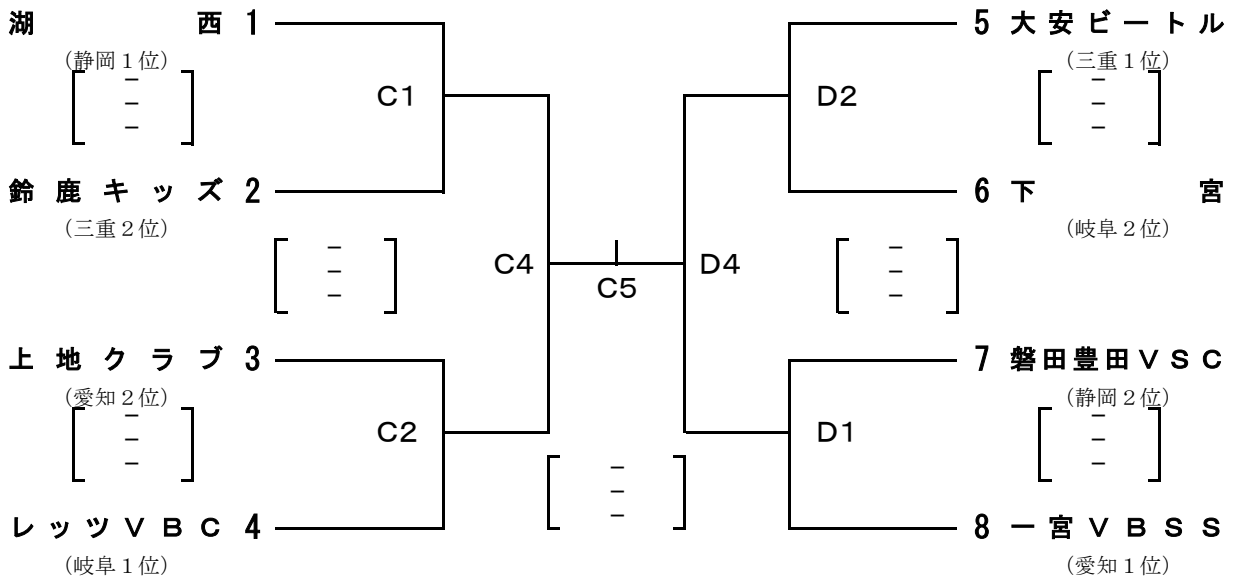 湖西 1
(静岡1位)
－
－
－
C1
鈴鹿キッズ 2
(三重2位)
－
－
－
C4
上地クラブ 3
(愛知2位)
－
－
－
C2
レッツVBC 4
(岐阜1位)
C5
－
－
－
5 大安ビートル
(三重1位)
－
－
－
D2
6 下宮
(岐阜2位)
－
－
－
D4
7 磐田豊田VSC
(静岡2位)
－
－
－
D1
8 一宮VBSS
(愛知1位)